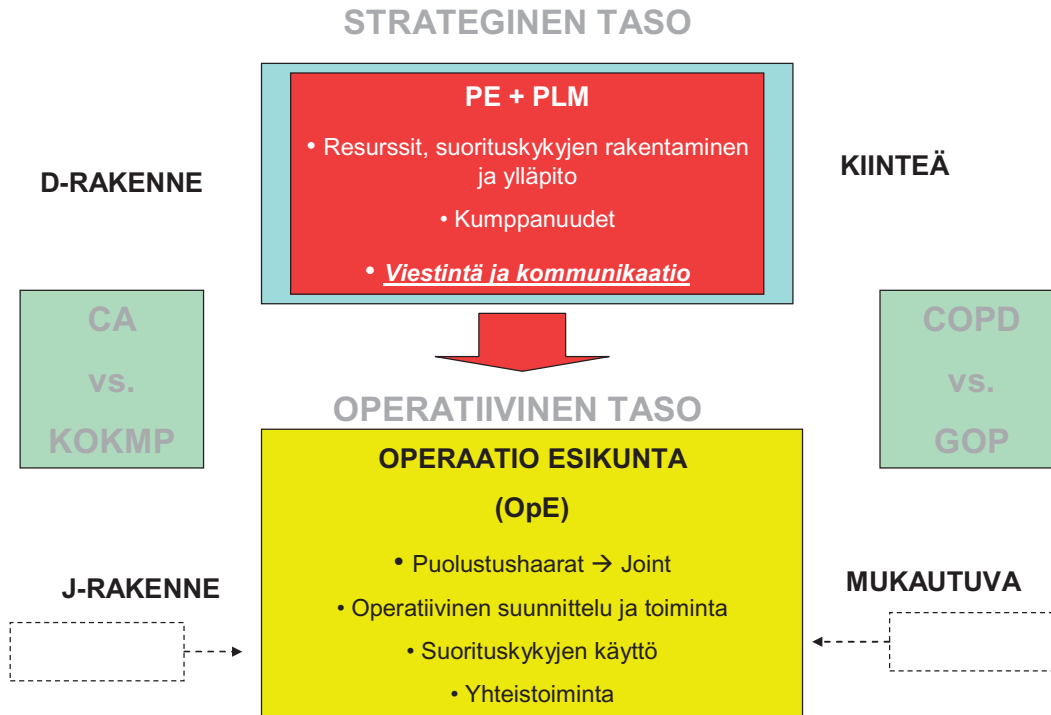 STRATEGINEN TASO
PE + PLM
• Resurssit, suorituskykyjen rakentaminen
ja ylläpito
• Kumppanuudet
• Viestintä ja kommunikaatio
D-RAKENNE
KIINTEÄ
CA
vs.
KOKMP
COPD
vs.
GOP
OPERATIIVINEN TASO
OPERAATIO ESIKUNTA
(OpE)
• Puolustushaarat → Joint
• Operatiivinen suunnittelu ja toiminta
• Suorituskykyjen käyttö
• Yhteistoiminta
J-RAKENNE
MUKAUTUVA